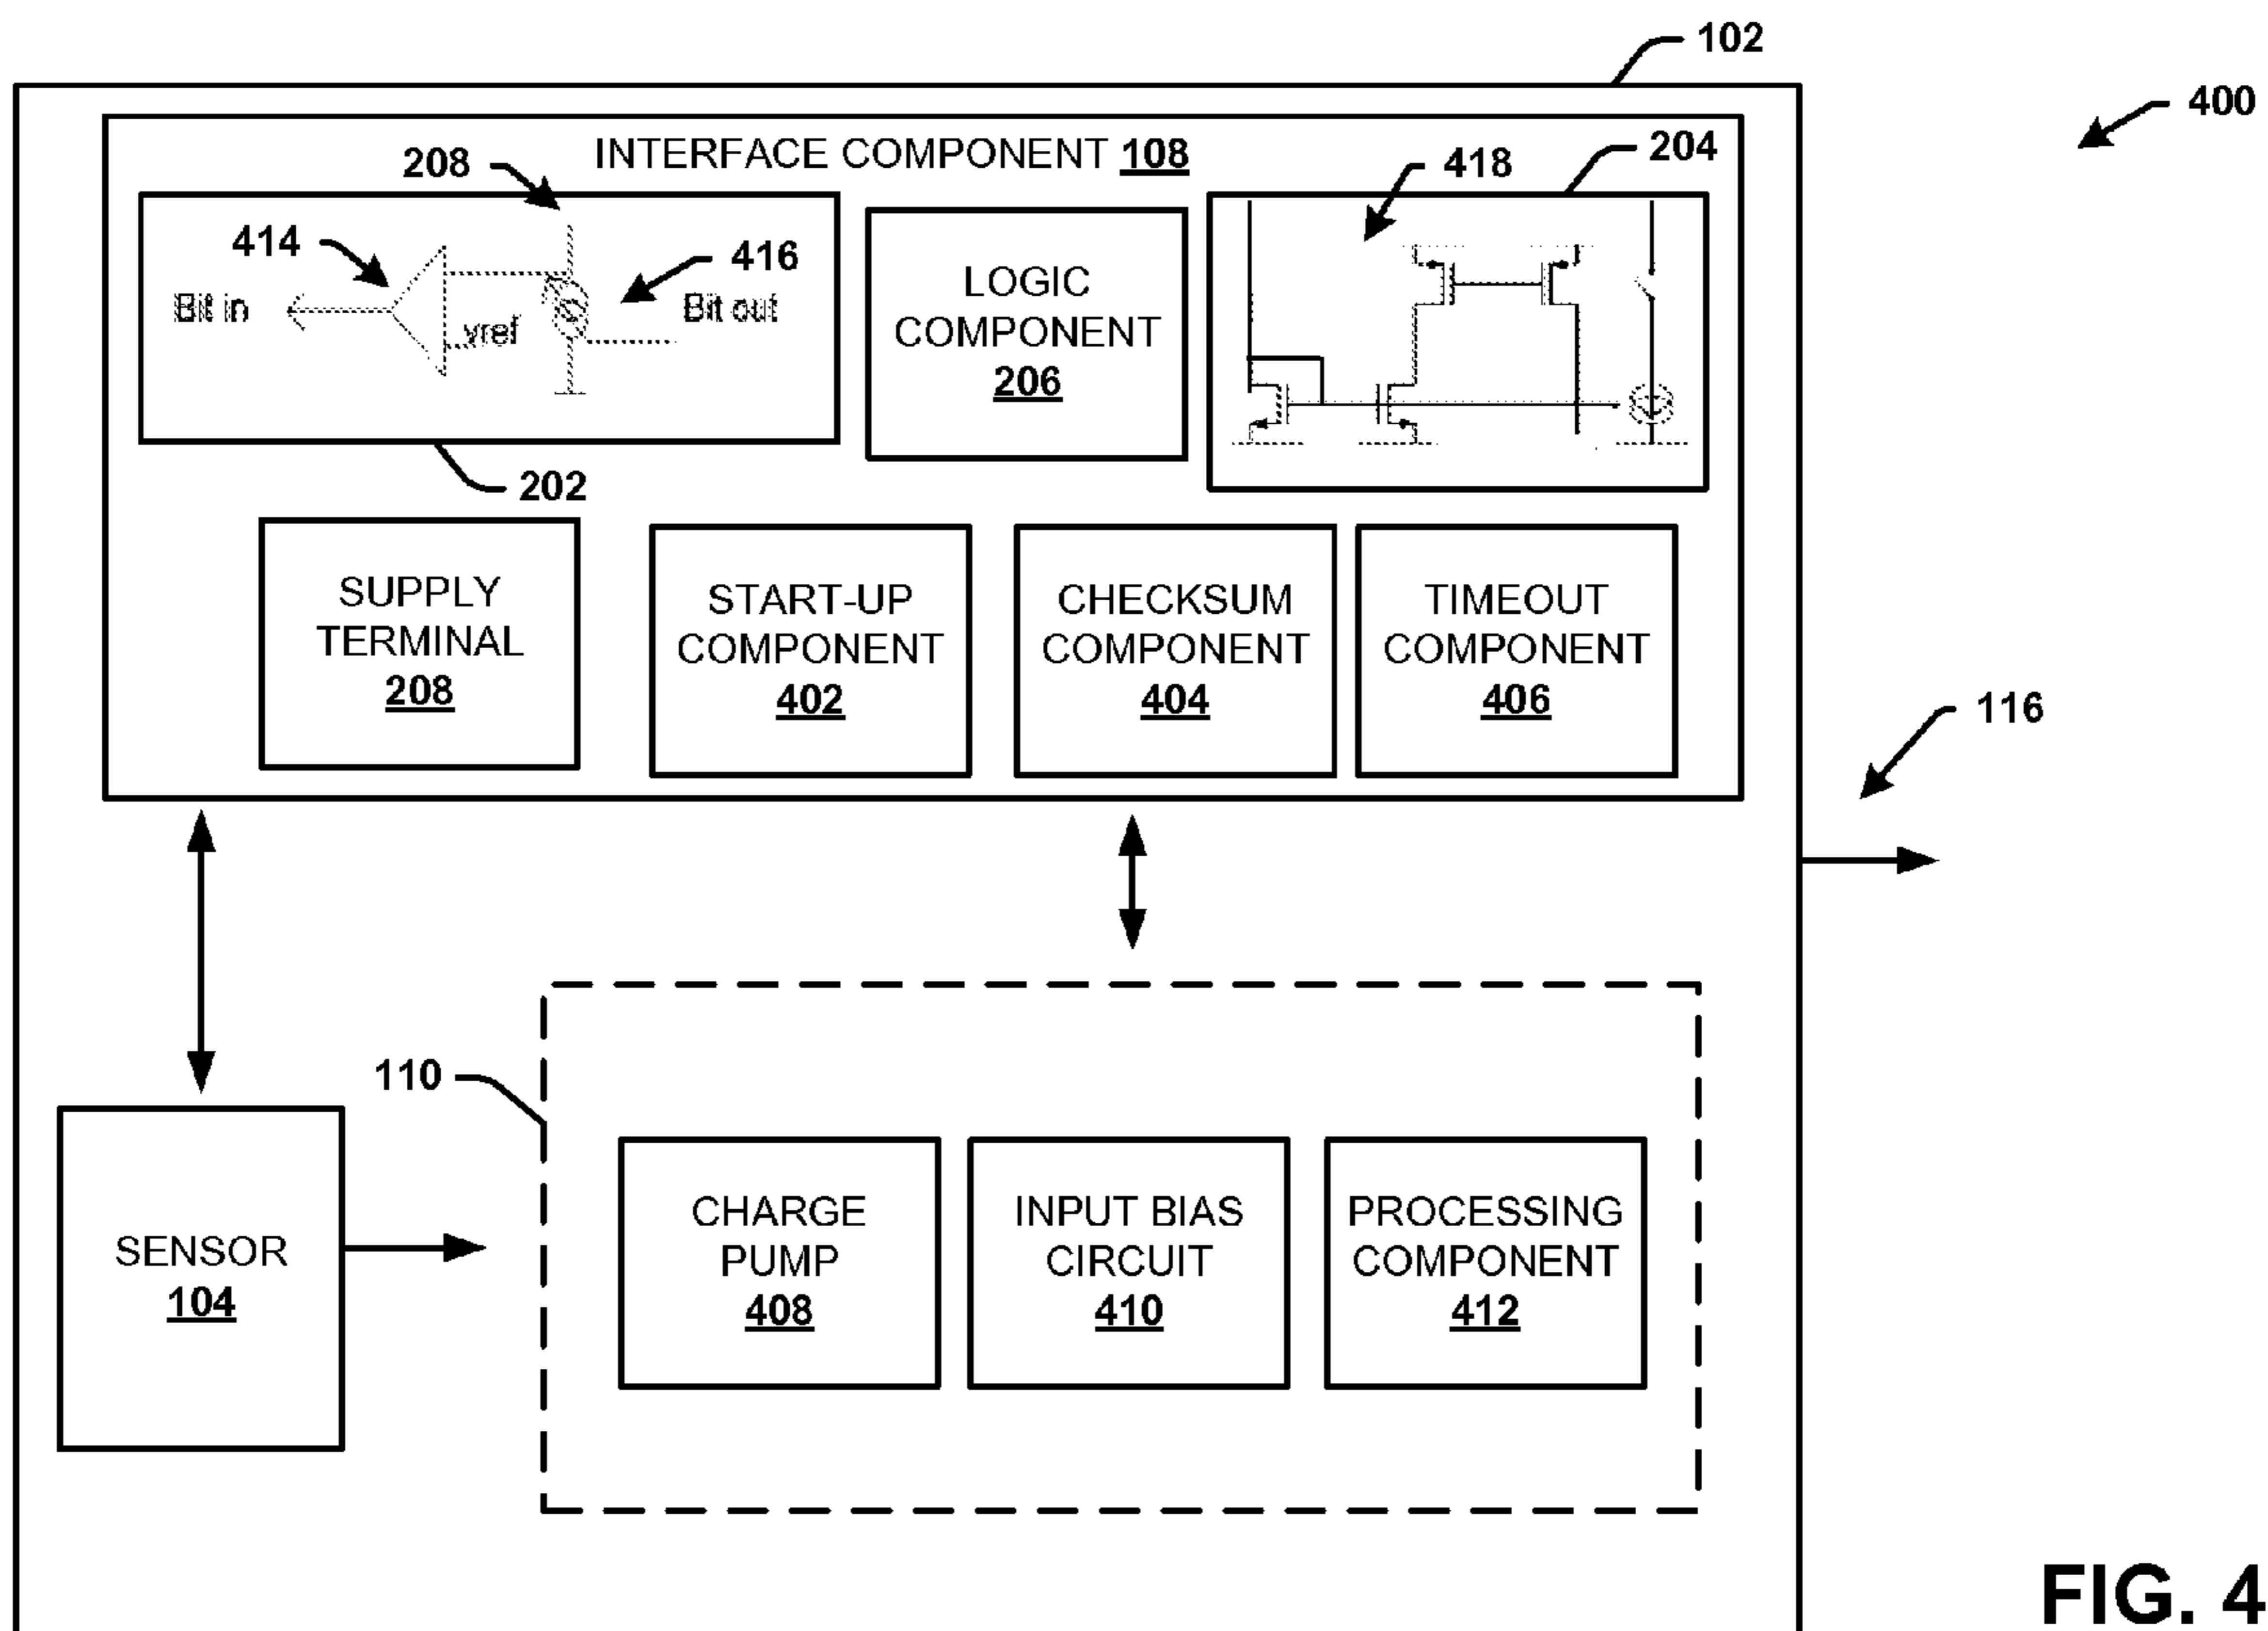 102
400
INTERFACE COMPONENT 108
208
418
204
414
416
Bit in
vref
Bit out
LOGIC
COMPONENT
206
202
SUPPLY
TERMINAL
208
START-UP
COMPONENT
402
CHECKSUM
COMPONENT
404
TIMEOUT
COMPONENT
406
116
110
SENSOR
104
CHARGE
PUMP
408
INPUT BIAS
CIRCUIT
410
PROCESSING
COMPONENT
412
FIG. 4